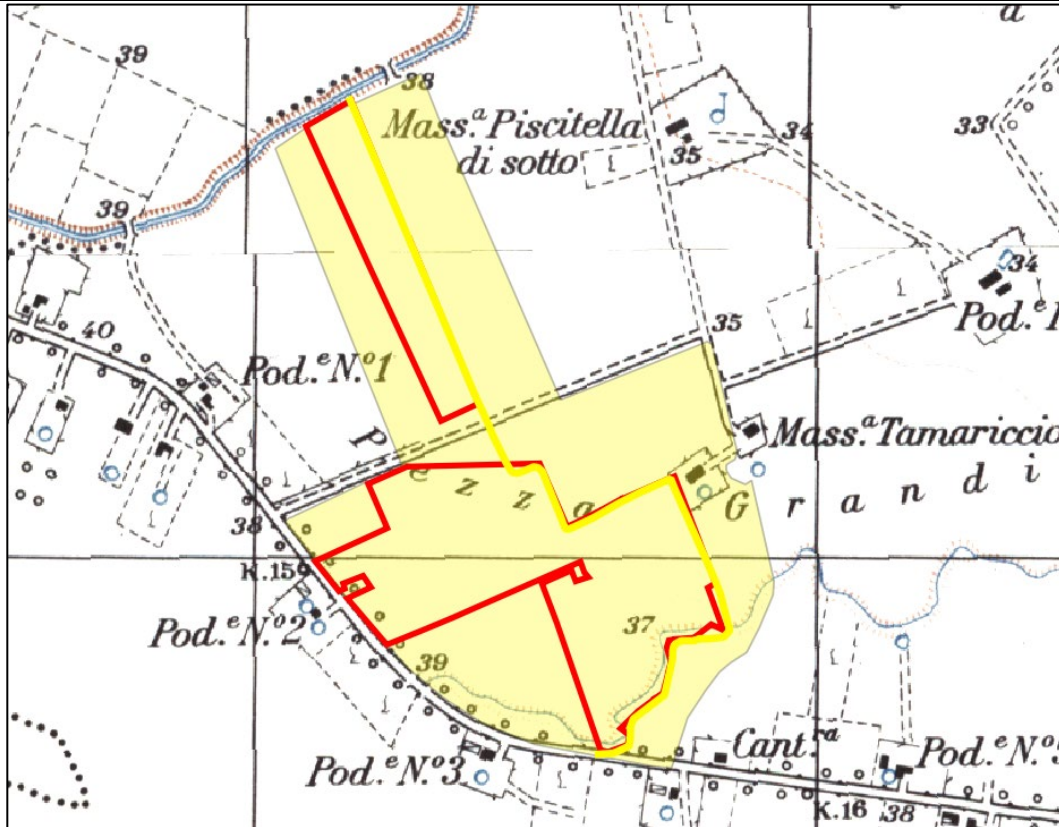 a
39
38
Mass.ª Piscitella
di sotto
34
35
33
39
34
40
35
Pod.ᵉ
Pod.ᵉ N.º 1
Mass.ª Tamariccio
P e z z a G r a n d i
38
K.15
Pod.ᵉ N.º 2
37
39
Cant.ʳᵃ
Pod.ᵉ N.º
Pod.ᵉ N.º 3
K.16
38